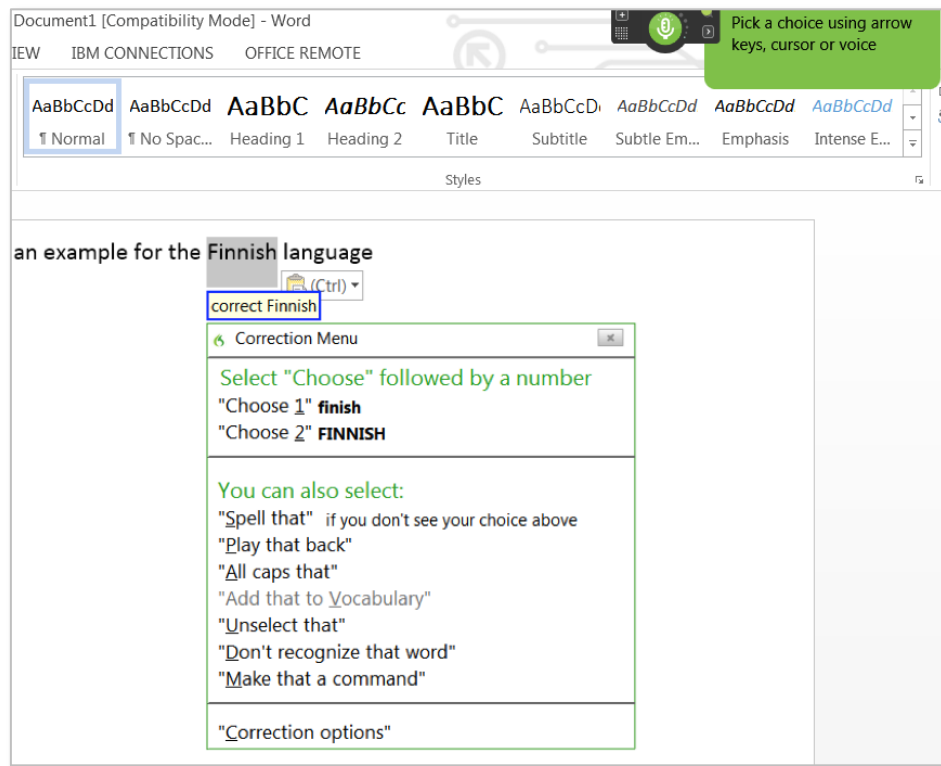 Document1 [Compatibility Mode] - Word
Pick a choice using arrow
keys, cursor or voice
IEW IBM CONNECTIONS OFFICE REMOTE
AaBbCcDd AaBbCcDd AaBbC AaBbCc AaBbC AaBbCcD AaBbCcDd AaBbCcDd AaBbCcDd
¶ Normal ¶ No Spac... Heading 1 Heading 2 Title Subtitle Subtle Em... Emphasis Intense E...
Styles
an example for the Finnish language
(Ctrl)
correct Finnish
Correction Menu
Select "Choose" followed by a number
"Choose 1" finish
"Choose 2" FINNISH
You can also select:
"Spell that" if you don't see your choice above
"Play that back"
"All caps that"
"Add that to Vocabulary"
"Unselect that"
"Don't recognize that word"
"Make that a command"
"Correction options"